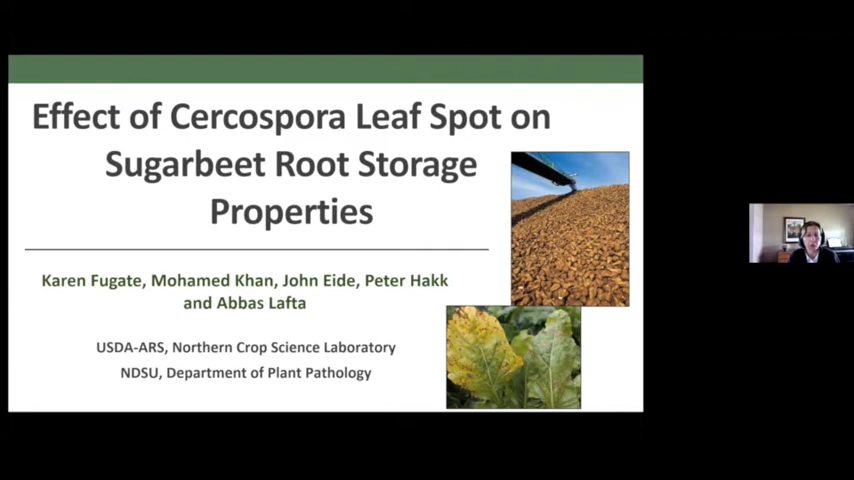 Effect of Cercospora Leaf Spot on
Sugarbeet Root Storage
Properties
Karen Fugate, Mohamed Khan, John Eide, Peter Hakk
and Abbas Lafta
USDA-ARS, Northern Crop Science Laboratory
NDSU, Department of Plant Pathology